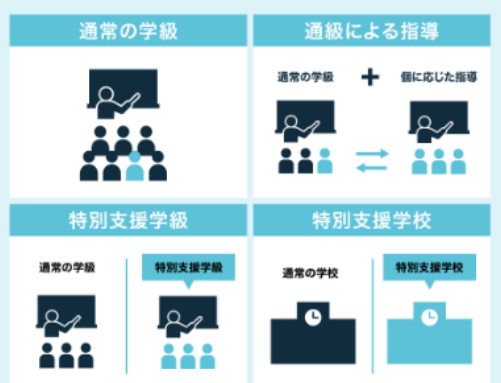 通常の学級
通級による指導
通常の学級
個に応じた指導
特別支援学級
特別支援学校
通常の学級
特別支援学級
通常の学校
特別支援学校